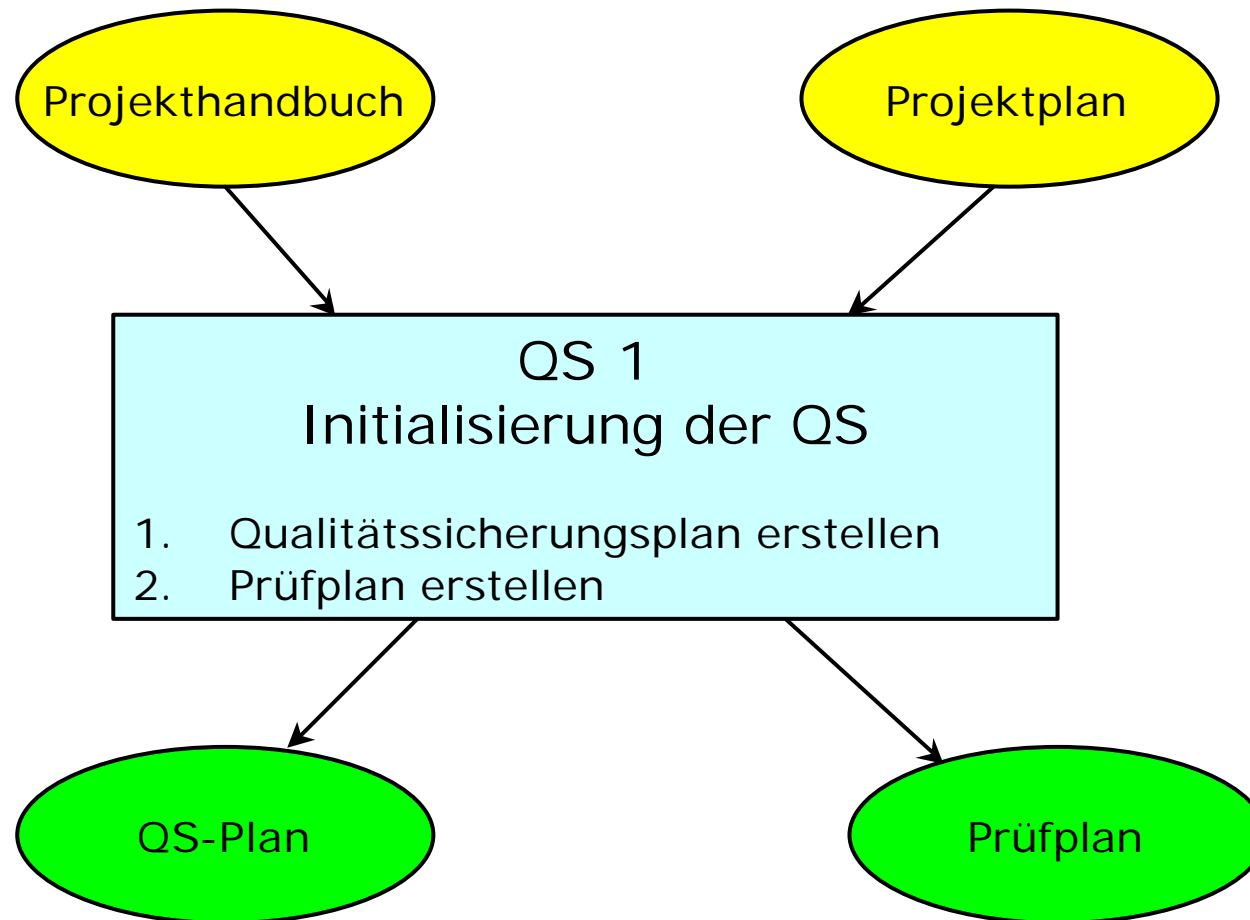 Projekthandbuch
Projektplan
QS 1
Initialisierung der QS
1. Qualitätssicherungsplan erstellen
2. Prüfplan erstellen
QS-Plan
Prüfplan